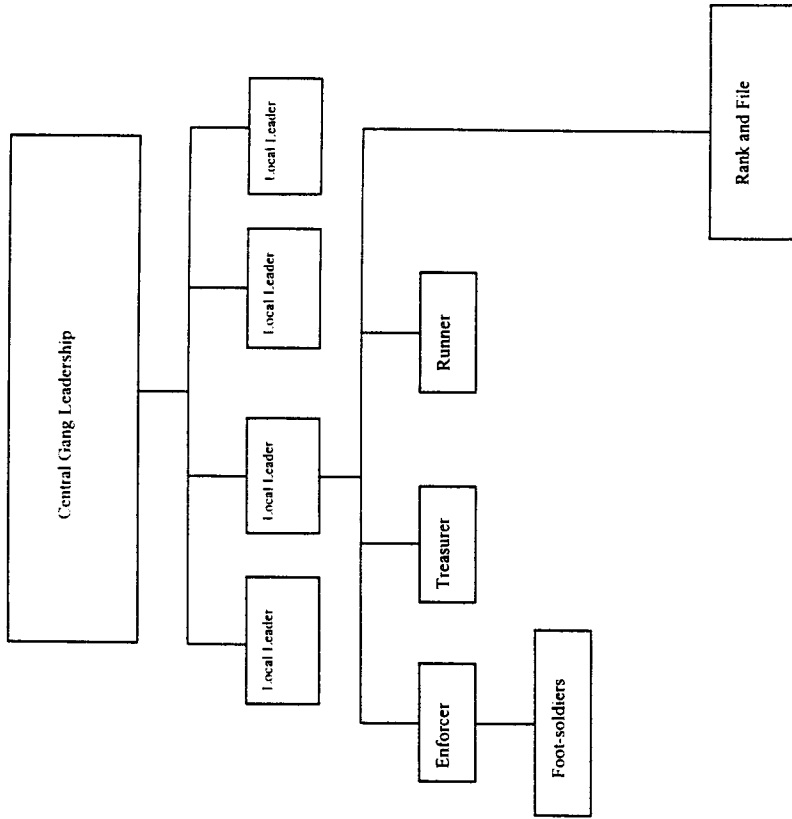 Central Gang Leadership
Local Leader
Local Leader
Local Leader
Local Leader
Enforcer
Treasurer
Runner
Foot-soldiers
Rank and File